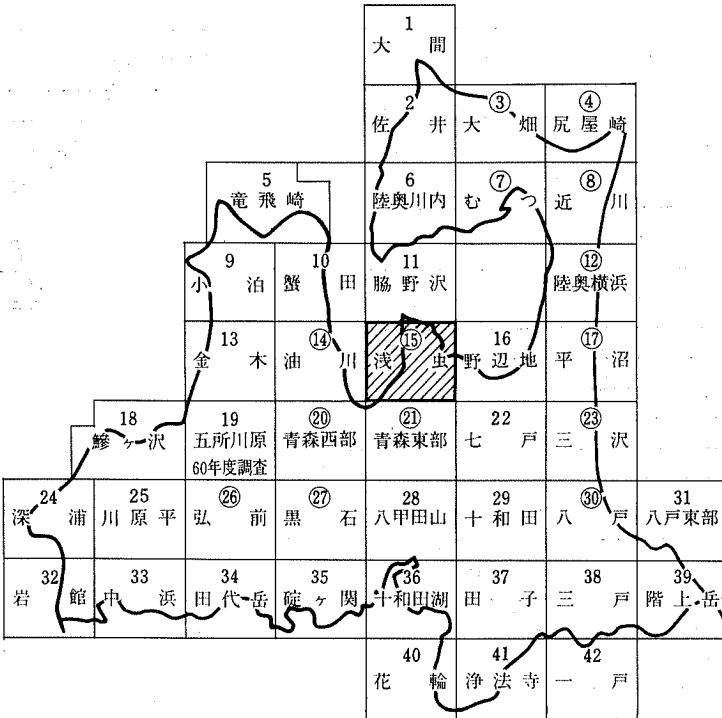 1
大間
2 ③ ④
佐井 大畑 尻屋崎
5 6 ⑦ ⑧
竜飛崎 陸奥川内 むつ 近川
9 10 11 ⑫
小泊 蟹田 脇野沢 陸奥横浜
13 ⑭ ⑮ 16 ⑰
金木 油川 浅虫 野辺地 平沼
18 19 ⑳ ㉑ 22 ㉓
鰺ヶ沢 五所川原 青森西部 青森東部 七戸 三沢
60年度調査
24 25 ㉖ ㉗ 28 29 ㉚ 31
深浦 川原平 弘前 黒石 八甲田山 十和田 八戸 八戸東部
32 33 34 35 36 37 38 39
岩館 中浜 田代岳 碇ヶ関 十和田湖 田子 三戸 階上岳
40 41 42
花輪 浄法寺 一戸